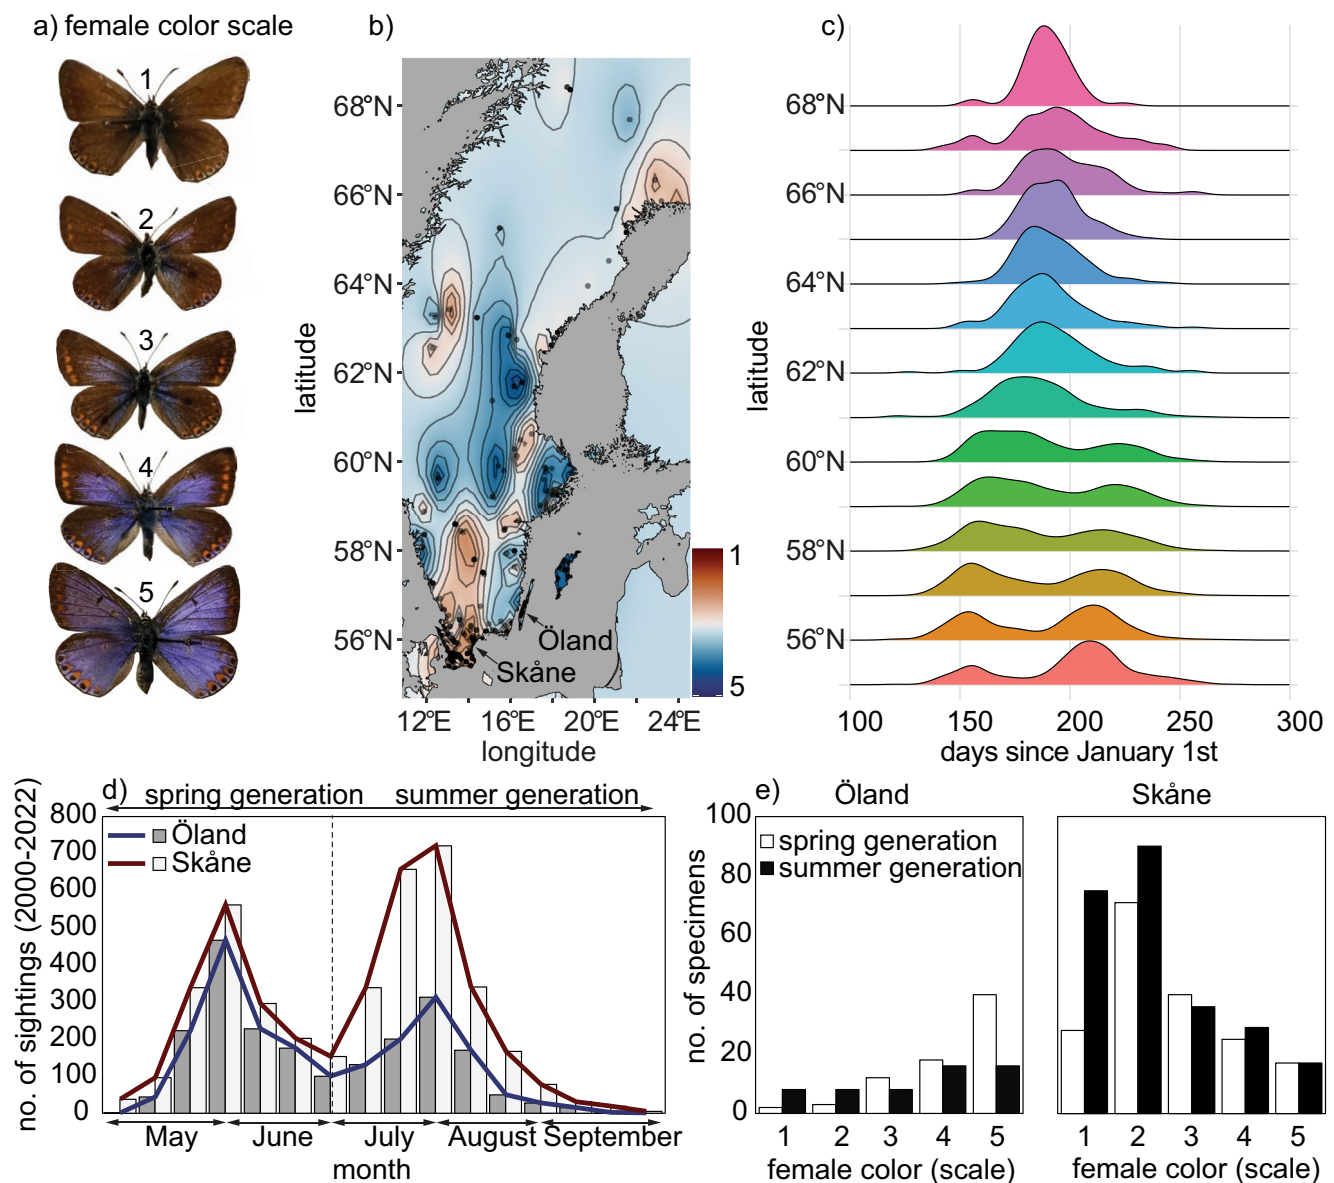 a) female color scale
1
2
3
4
5
b)
68°N
66°N
64°N
62°N
60°N
58°N
56°N
latitude
12°E 16°E 20°E 24°E
longitude
Öland
Skåne
1
5
c)
68°N
66°N
64°N
62°N
60°N
58°N
56°N
latitude
100 150 200 250 300
days since January 1st
d)
spring generation summer generation
Öland
Skåne
800
700
600
500
400
300
200
100
0
no. of sightings (2000-2022)
May June July August September
month
e)
Öland Skåne
spring generation
summer generation
100
80
60
40
20
0
no. of specimens
1 2 3 4 5 1 2 3 4 5
female color (scale) female color (scale)